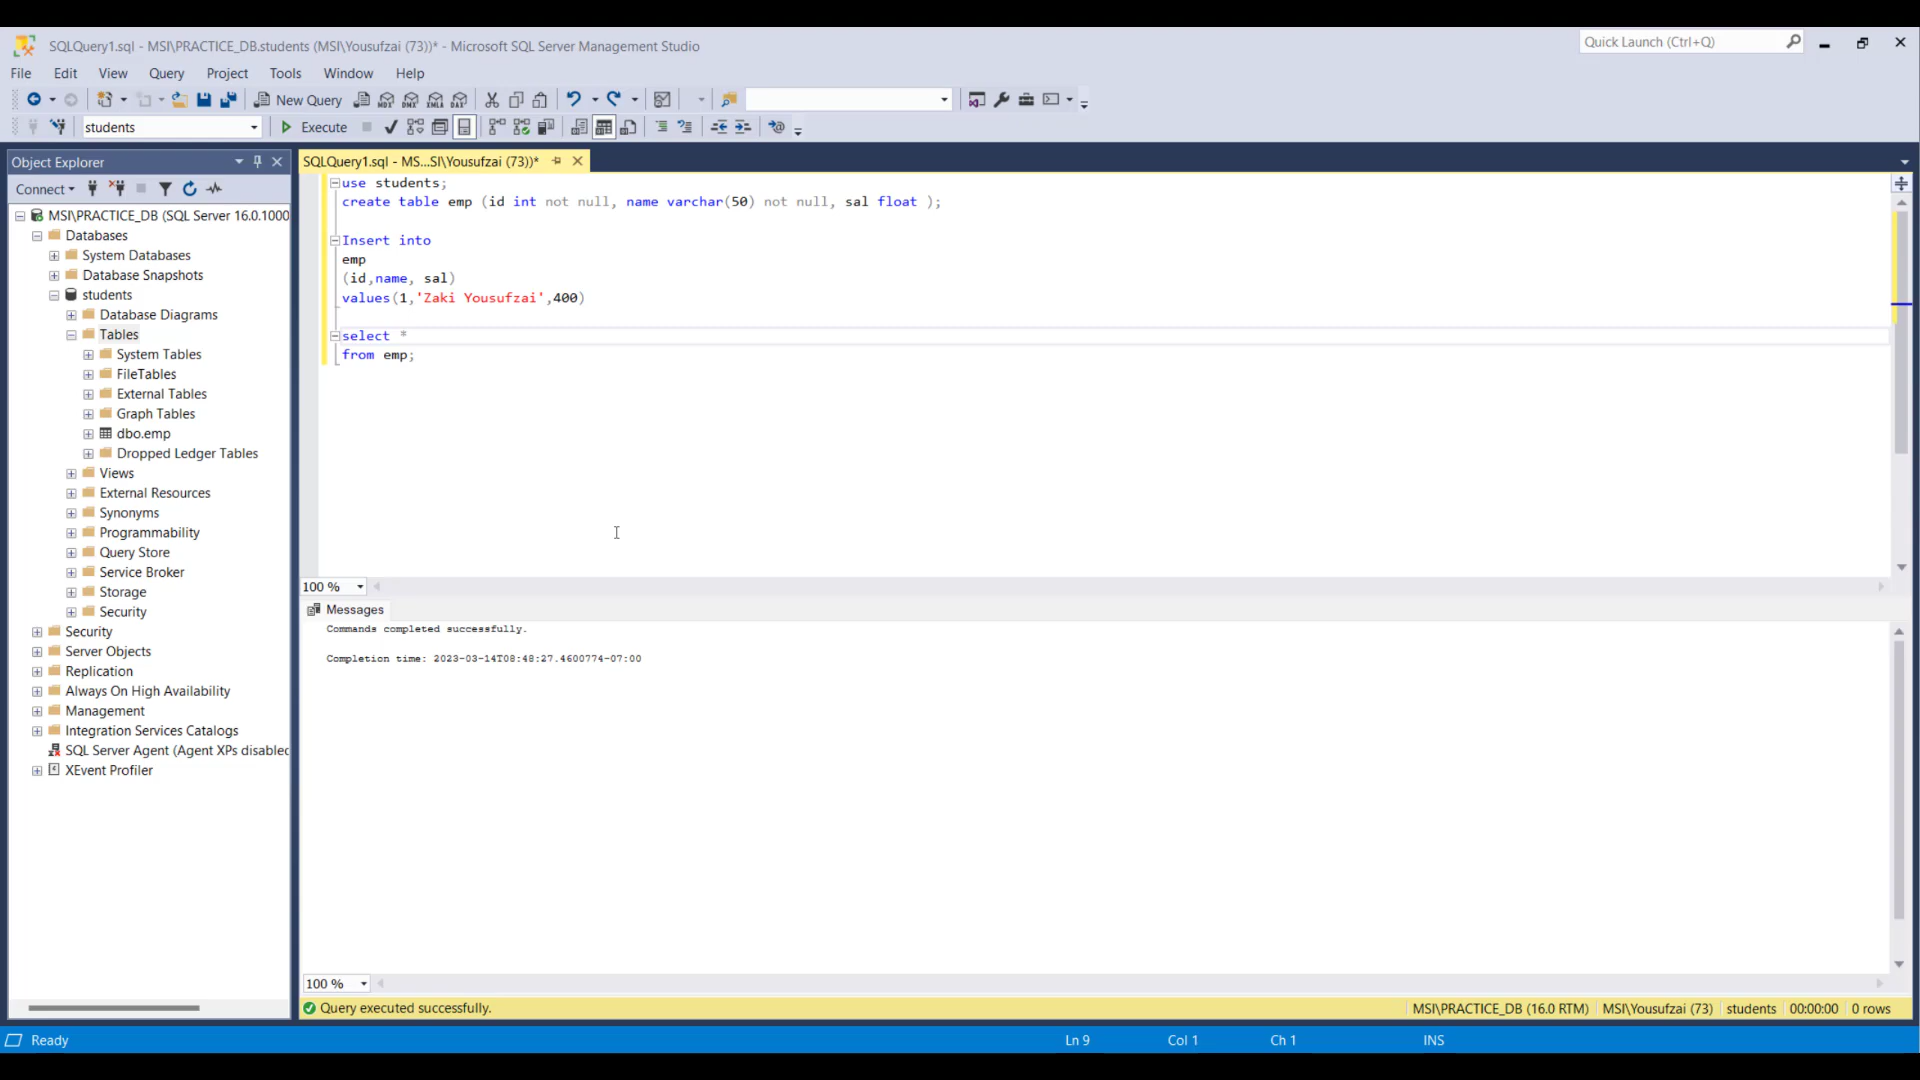 SQLQuery1.sql - MSI\PRACTICE_DB.students (MSI\Yousufzai (73))* - Microsoft SQL Server Management Studio
Quick Launch (Ctrl+Q)
File Edit View Query Project Tools Window Help
New Query MDX DMX XMLA DAX
students Execute
Object Explorer
SQLQuery1.sql - MS...SI\Yousufzai (73))*
Connect
MSI\PRACTICE_DB (SQL Server 16.0.1000
Databases
System Databases
Database Snapshots
students
Database Diagrams
Tables
System Tables
FileTables
External Tables
Graph Tables
dbo.emp
Dropped Ledger Tables
Views
External Resources
Synonyms
Programmability
Query Store
Service Broker
Storage
Security
Security
Server Objects
Replication
Always On High Availability
Management
Integration Services Catalogs
SQL Server Agent (Agent XPs disabled
XEvent Profiler
use students;
create table emp (id int not null, name varchar(50) not null, sal float );
Insert into
emp
(id,name, sal)
values(1,'Zaki Yousufzai',400)
select *
from emp;
100 %
Messages
Commands completed successfully.
Completion time: 2023-03-14T08:48:27.4600774-07:00
100 %
Query executed successfully.
MSI\PRACTICE_DB (16.0 RTM) MSI\Yousufzai (73) students 00:00:00 0 rows
Ready Ln 9 Col 1 Ch 1 INS